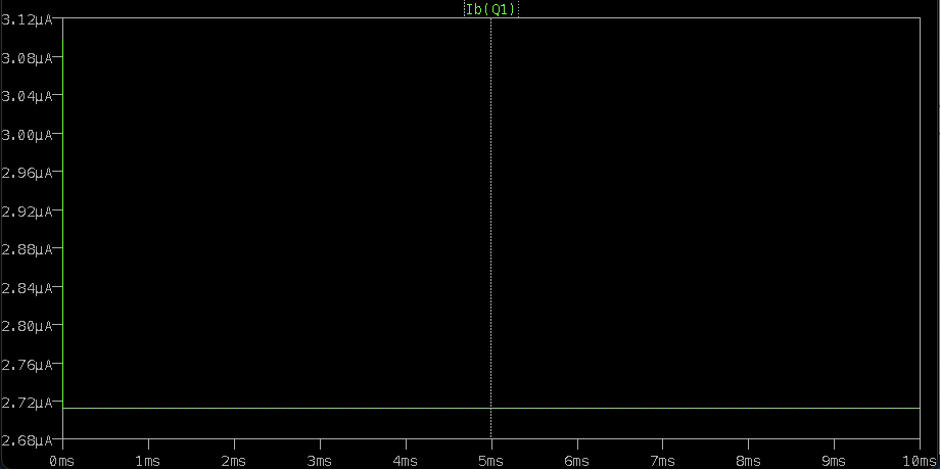 Ib(Q1)
3.12µA
3.08µA
3.04µA
3.00µA
2.96µA
2.92µA
2.88µA
2.84µA
2.80µA
2.76µA
2.72µA
2.68µA
0ms 1ms 2ms 3ms 4ms 5ms 6ms 7ms 8ms 9ms 10ms